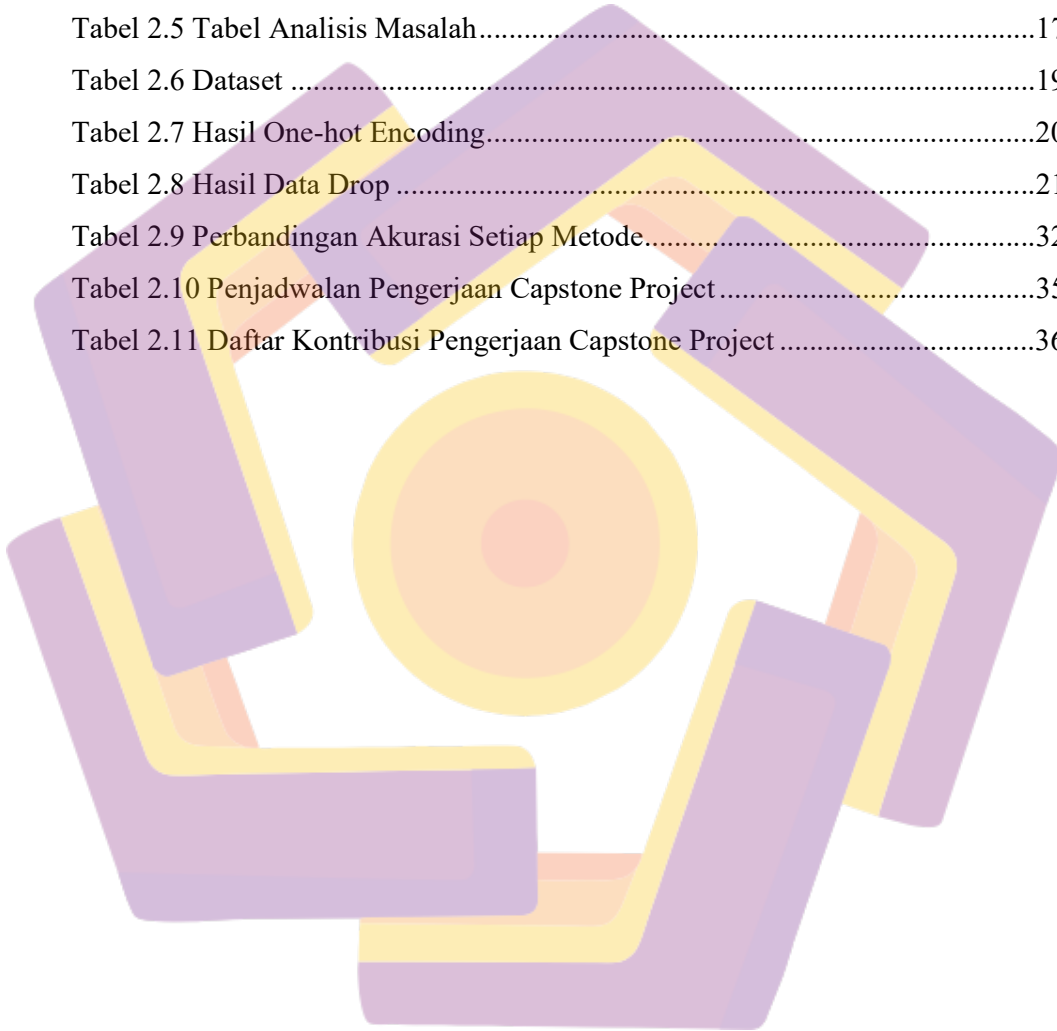 Tabel 2.5 Tabel Analisis Masalah....................................................................17
Tabel 2.6 Dataset ............................................................................................19
Tabel 2.7 Hasil One-hot Encoding...................................................................20
Tabel 2.8 Hasil Data Drop ..............................................................................21
Tabel 2.9 Perbandingan Akurasi Setiap Metode................................................32
Tabel 2.10 Penjadwalan Pengerjaan Capstone Project.......................................35
Tabel 2.11 Daftar Kontribusi Pengerjaan Capstone Project ................................36